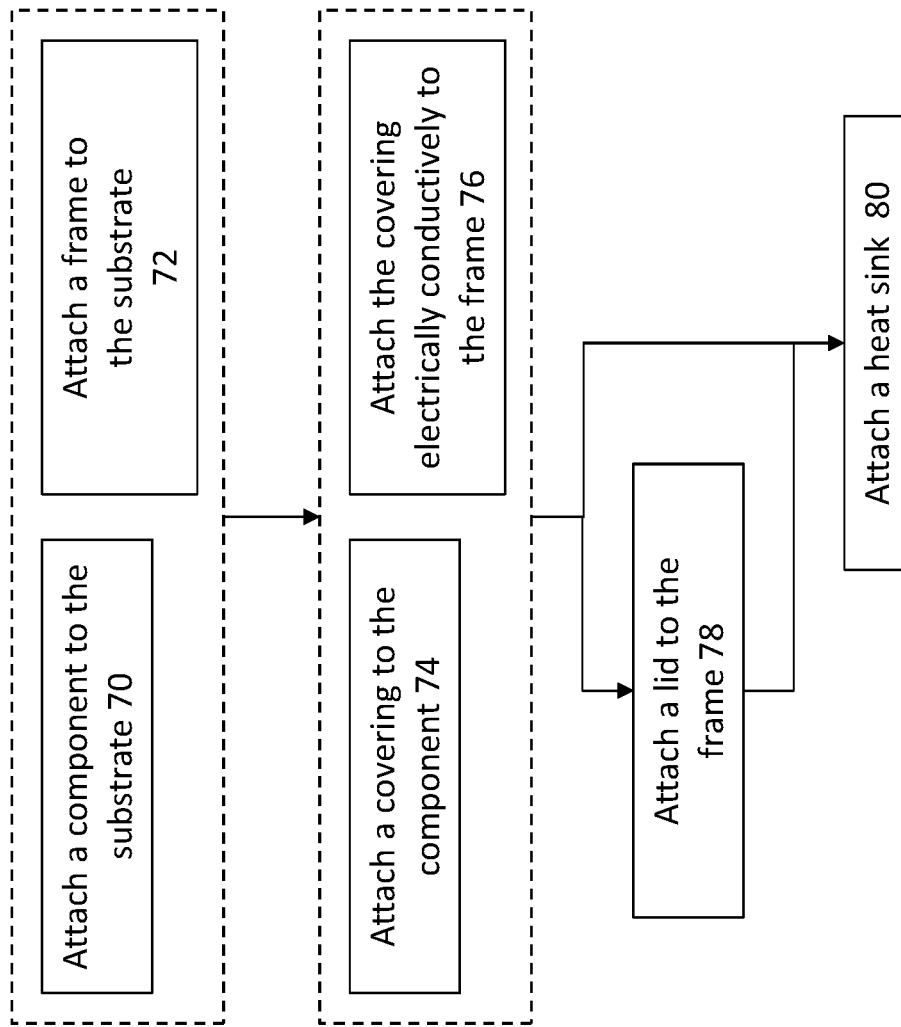 Attach a component to the
substrate 70
Attach a frame to
the substrate
72
Attach a covering to the
component 74
Attach the covering
electrically conductively to
the frame 76
Attach a lid to the
frame 78
Attach a heat sink 80